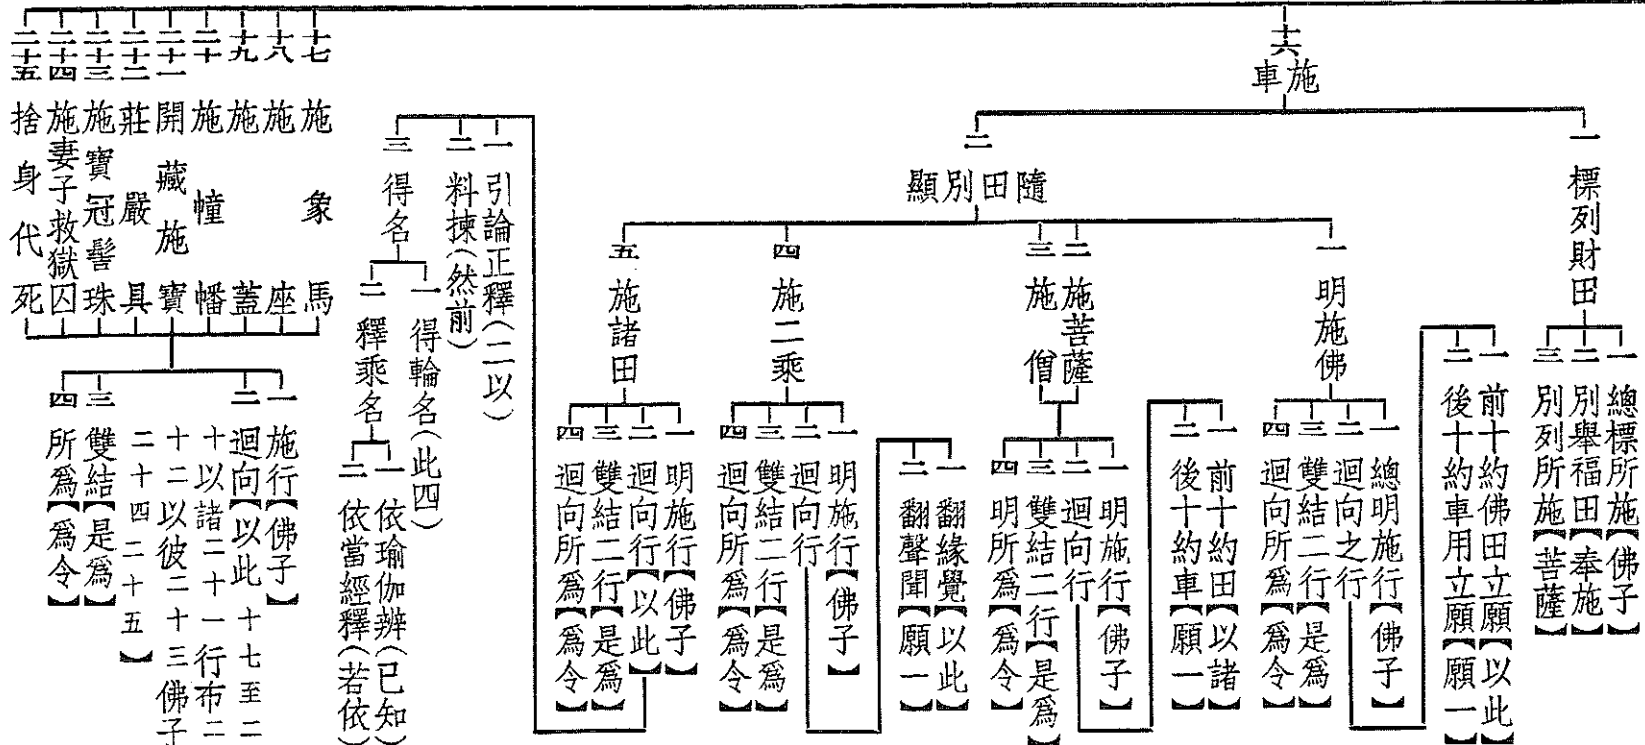 十六 施車
一 標列財田
一 總標所施【佛子】
二 別舉福田【奉施】
三 別列所施【菩薩】
二 隨田別顯
一 明施佛
一 總明施行【佛子】
二 迴向之行
一 前十約佛田立願【以此】
二 後十約車用立願【願一】
三 雙結二行【是爲】
四 迴向所爲【爲令】
二 施菩薩
三 施僧
一 明施行【佛子】
二 迴向行
一 前十約田【以諸】
二 後十約車【願一】
三 雙結二行【是爲】
四 明所爲【爲令】
四 施二乘
一 明施行【佛子】
二 迴向行
一 翻緣覺【以此】
二 翻聲聞【願一】
三 雙結二行【是爲】
四 迴向所爲【爲令】
五 施諸田
一 明施行【佛子】
二 迴向行【以此】
三 雙結二行【是爲】
四 迴向所爲【爲令】
一 引論正釋(二以)
二 料揀(然前)
三 得名
一 得輪名(此四)
二 釋乘名
一 依瑜伽辨(已知)
二 依當經釋(若依)
十七 施象馬
十八 施座
十九 施蓋
二十 施幢幡
二十一 開藏施寶
二十二 莊嚴具
二十三 施寶冠髻珠
二十四 施妻子救獄囚
二十五 捨身代死
一 施行【佛子】
二 迴向【以此 十七至二
十以諸二十一行布二
十二以彼二十三佛子
二十四二十五】
三 雙結【是爲】
四 所爲【爲令】